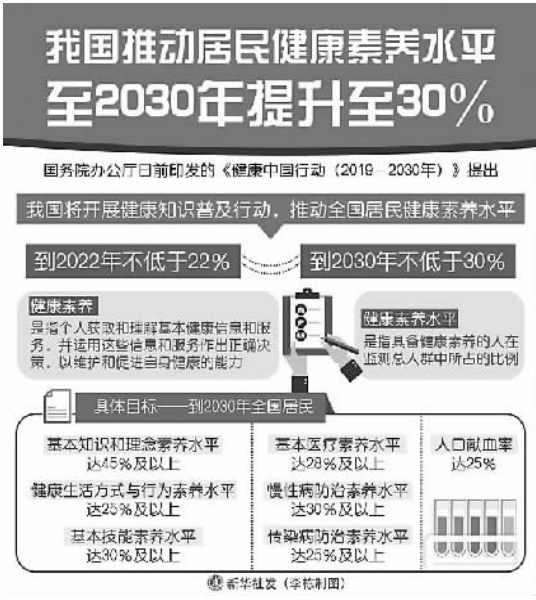 我国推动居民健康素养水平
至2030年提升至30%
国务院办公厅日前印发的《健康中国行动（2019－2030年）》提出
我国将开展健康知识普及行动，推动全国居民健康素养水平
到2022年不低于22%
到2030年不低于30%
健康素养
是指个人获取和理解基本健康信息和服
务，并运用这些信息和服务作出正确决
策，以维护和促进自身健康的能力
健康素养水平
是指具备健康素养的人在
监测总人群中所占的比例
具体目标——到2030年全国居民
基本知识和理念素养水平
达45%及以上
健康生活方式与行为素养水平
达25%及以上
基本技能素养水平
达30%及以上
基本医疗素养水平
达28%及以上
慢性病防治素养水平
达30%及以上
传染病防治素养水平
达25%及以上
人口献血率
达25%
新华社发（李栋制图）